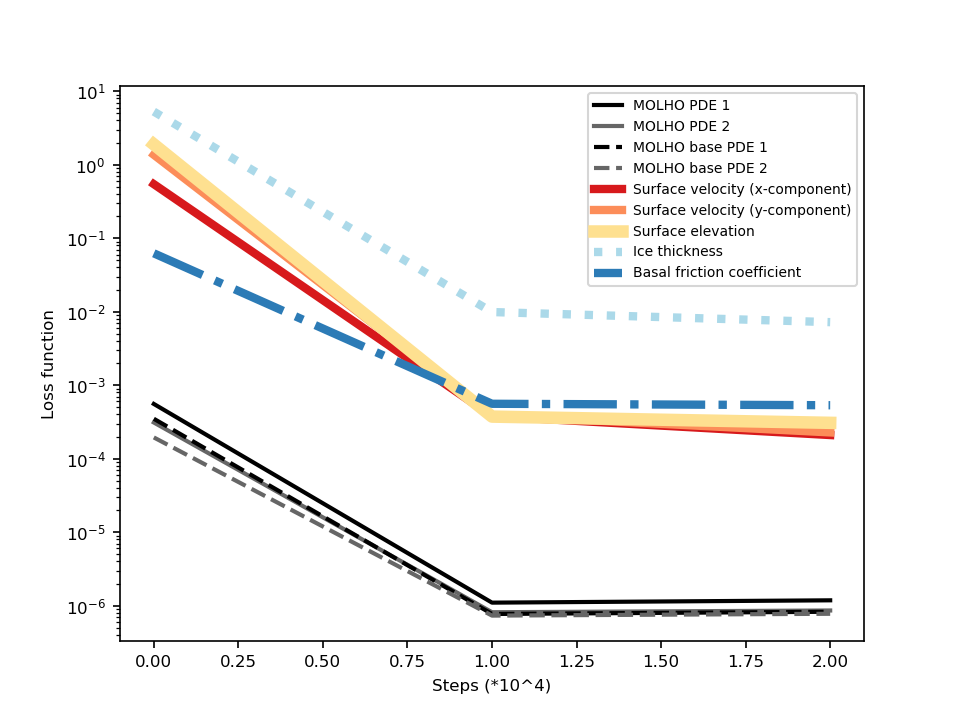 10^1
10^0
10^−1
10^−2
10^−3
10^−4
10^−5
10^−6
Loss function
MOLHO PDE 1
MOLHO PDE 2
MOLHO base PDE 1
MOLHO base PDE 2
Surface velocity (x-component)
Surface velocity (y-component)
Surface elevation
Ice thickness
Basal friction coefficient
0.00 0.25 0.50 0.75 1.00 1.25 1.50 1.75 2.00
Steps (*10^4)